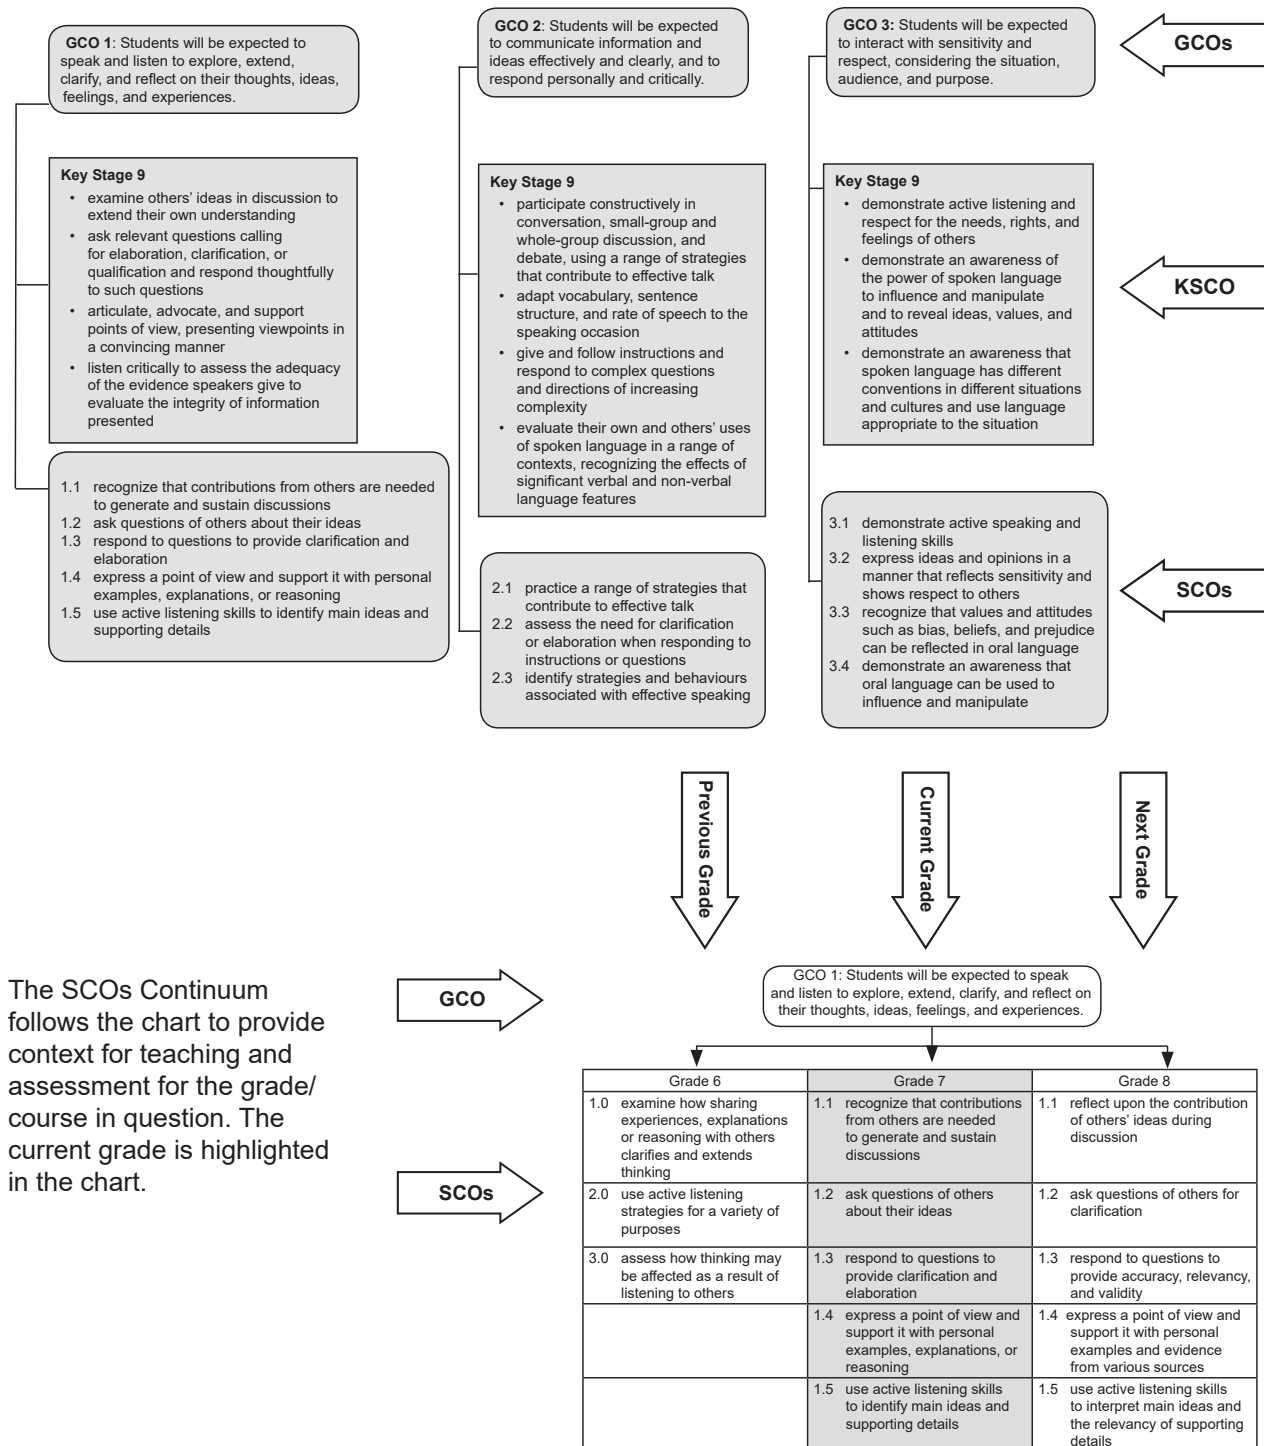 GCO 1: Students will be expected to
speak and listen to explore, extend,
clarify, and reflect on their thoughts, ideas,
feelings, and experiences.
GCO 2: Students will be expected
to communicate information and
ideas effectively and clearly, and to
respond personally and critically.
GCO 3: Students will be expected
to interact with sensitivity and
respect, considering the situation,
audience, and purpose.
GCOs
Key Stage 9
• examine others’ ideas in discussion to
extend their own understanding
• ask relevant questions calling
for elaboration, clarification, or
qualification and respond thoughtfully
to such questions
• articulate, advocate, and support
points of view, presenting viewpoints in
a convincing manner
• listen critically to assess the adequacy
of the evidence speakers give to
evaluate the integrity of information
presented
Key Stage 9
• participate constructively in
conversation, small-group and
whole-group discussion, and
debate, using a range of strategies
that contribute to effective talk
• adapt vocabulary, sentence
structure, and rate of speech to the
speaking occasion
• give and follow instructions and
respond to complex questions
and directions of increasing
complexity
• evaluate their own and others’ uses
of spoken language in a range of
contexts, recognizing the effects of
significant verbal and non-verbal
language features
Key Stage 9
• demonstrate active listening and
respect for the needs, rights, and
feelings of others
• demonstrate an awareness of
the power of spoken language
to influence and manipulate
and to reveal ideas, values, and
attitudes
• demonstrate an awareness that
spoken language has different
conventions in different situations
and cultures and use language
appropriate to the situation
KSCO
1.1 recognize that contributions from others are needed
to generate and sustain discussions
1.2 ask questions of others about their ideas
1.3 respond to questions to provide clarification and
elaboration
1.4 express a point of view and support it with personal
examples, explanations, or reasoning
1.5 use active listening skills to identify main ideas and
supporting details
2.1 practice a range of strategies that
contribute to effective talk
2.2 assess the need for clarification
or elaboration when responding to
instructions or questions
2.3 identify strategies and behaviours
associated with effective speaking
3.1 demonstrate active speaking and
listening skills
3.2 express ideas and opinions in a
manner that reflects sensitivity and
shows respect to others
3.3 recognize that values and attitudes
such as bias, beliefs, and prejudice
can be reflected in oral language
3.4 demonstrate an awareness that
oral language can be used to
influence and manipulate
SCOs
Previous Grade
Current Grade
Next Grade
The SCOs Continuum
follows the chart to provide
context for teaching and
assessment for the grade/
course in question. The
current grade is highlighted
in the chart.
GCO
GCO 1: Students will be expected to speak
and listen to explore, extend, clarify, and reflect on
their thoughts, ideas, feelings, and experiences.
SCOs
Grade 6
Grade 7
Grade 8
1.0 examine how sharing
experiences, explanations
or reasoning with others
clarifies and extends
thinking
1.1 recognize that contributions
from others are needed
to generate and sustain
discussions
1.1 reflect upon the contribution
of others’ ideas during
discussion
2.0 use active listening
strategies for a variety of
purposes
1.2 ask questions of others
about their ideas
1.2 ask questions of others for
clarification
3.0 assess how thinking may
be affected as a result of
listening to others
1.3 respond to questions to
provide clarification and
elaboration
1.3 respond to questions to
provide accuracy, relevancy,
and validity
1.4 express a point of view and
support it with personal
examples, explanations, or
reasoning
1.4 express a point of view and
support it with personal
examples and evidence
from various sources
1.5 use active listening skills
to identify main ideas and
supporting details
1.5 use active listening skills
to interpret main ideas and
the relevancy of supporting
details